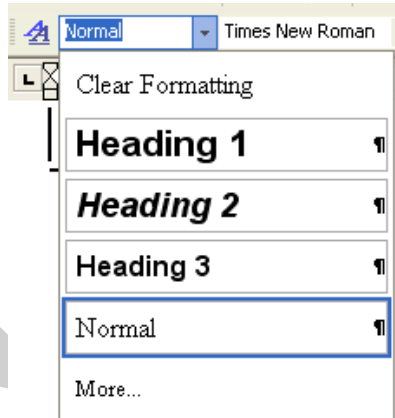 Normal Times New Roman
Clear Formatting
Heading 1 ¶
Heading 2 ¶
Heading 3 ¶
Normal ¶
More...